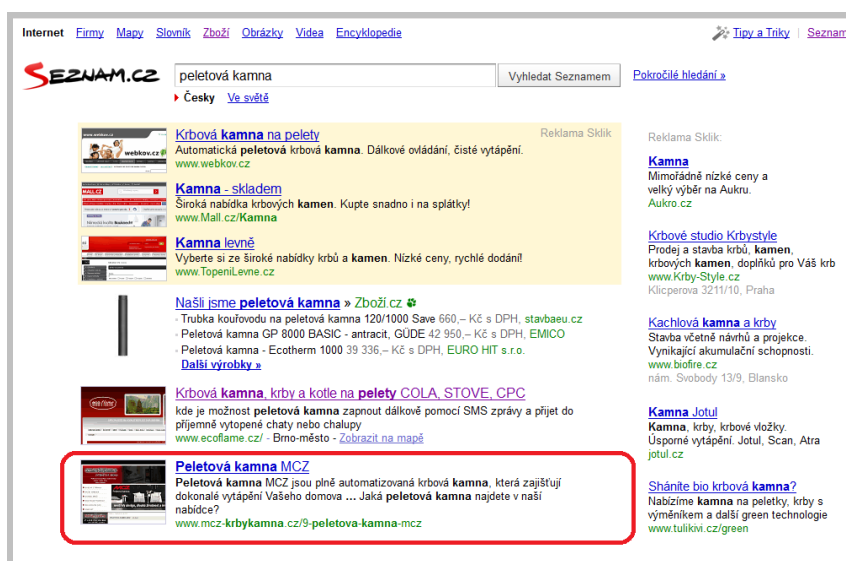 Internet Firmy Mapy Slovník Zboží Obrázky Videa Encyklopedie
Tipy a Triky | Seznam
SEZNAM.CZ
peletová kamna
Vyhledat Seznamem
Pokročilé hledání »
Česky Ve světě
Krbová kamna na pelety
Reklama Sklik
Automatická peletová krbová kamna. Dálkové ovládání, čisté vytápění.
www.webkov.cz
Kamna - skladem
Široká nabídka krbových kamen. Kupte snadno i na splátky!
www.Mall.cz/Kamna
Kamna levně
Vyberte si ze široké nabídky krbů a kamen. Nízké ceny, rychlé dodání!
www.TopeniLevne.cz
Našli jsme peletová kamna » Zboží.cz
- Trubka kouřovodu na peletová kamna 120/1000 Save 660,– Kč s DPH, stavbaeu.cz
- Peletová kamna GP 8000 BASIC - antracit, GÜDE 42 950,– Kč s DPH, EMICO
- Peletová kamna - Ecotherm 1000 39 336,– Kč s DPH, EURO HIT s.r.o.
Další výrobky »
Krbová kamna, krby a kotle na pelety COLA, STOVE, CPC
kde je možnost peletová kamna zapnout dálkově pomocí SMS zprávy a přijet do
příjemně vytopené chaty nebo chalupy
www.ecoflame.cz/ - Brno-město - Zobrazit na mapě
Peletová kamna MCZ
Peletová kamna MCZ jsou plně automatizovaná krbová kamna, která zajišťují
dokonalé vytápění Vašeho domova ... Jaká peletová kamna najdete v naší
nabídce?
www.mcz-krbykamna.cz/9-peletova-kamna-mcz
Reklama Sklik:
Kamna
Mimořádně nízké ceny a
velký výběr na Aukru.
Aukro.cz
Krbové studio Krbystyle
Prodej a stavba krbů, kamen,
krbových kamen, doplňků pro Váš krb
www.Krby-Style.cz
Klicperova 3211/10, Praha
Kachlová kamna a krby
Stavba včetně návrhů a projekce.
Vynikající akumulační schopnosti.
www.biofire.cz
nám. Svobody 13/9, Blansko
Kamna Jotul
Kamna, krby, krbové vložky.
Úsporné vytápění. Jotul, Scan, Atra
jotul.cz
Sháníte bio krbová kamna?
Nabízíme kamna na peletky, krby s
výměníkem a další green technologie
www.tulikivi.cz/green